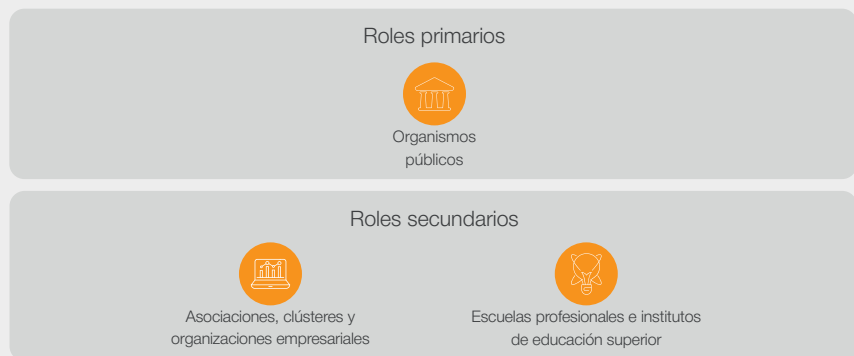 Roles primarios
Organismos
públicos
Roles secundarios
Asociaciones, clústeres y
organizaciones empresariales
Escuelas profesionales e institutos
de educación superior